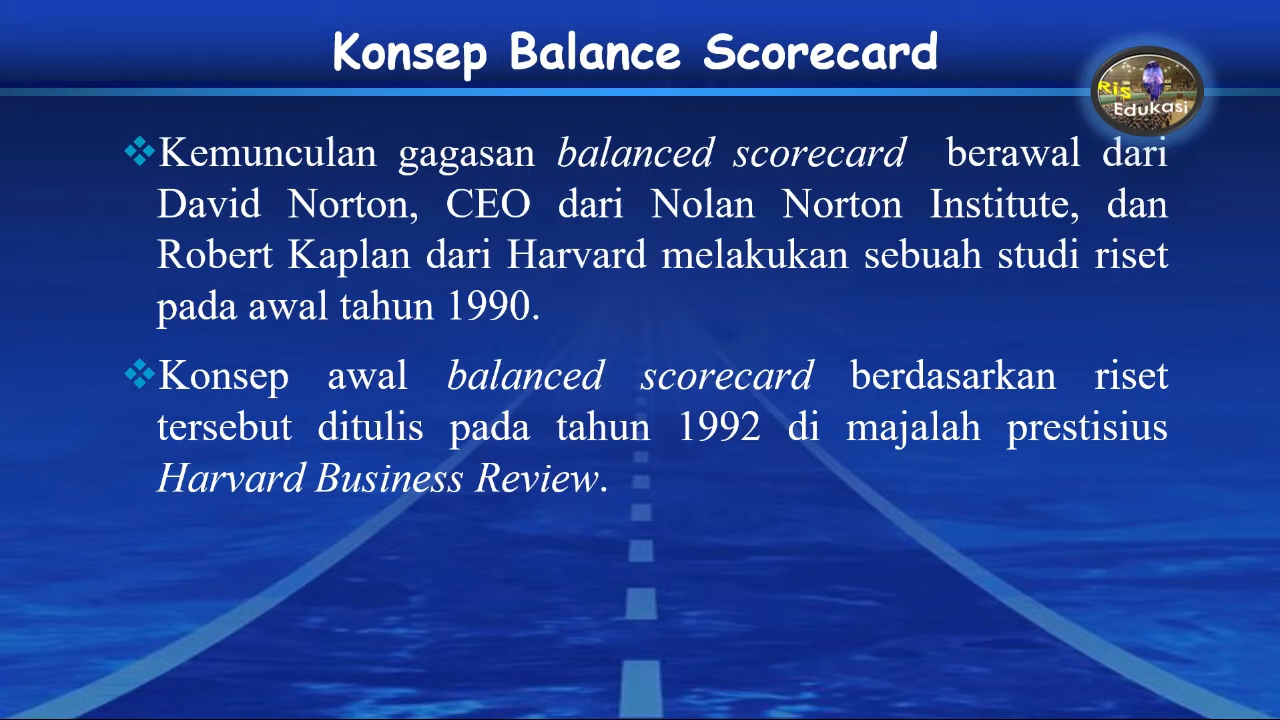 Konsep Balance Scorecard
Ris
Edukasi
❖Kemunculan gagasan balanced scorecard berawal dari
David Norton, CEO dari Nolan Norton Institute, dan
Robert Kaplan dari Harvard melakukan sebuah studi riset
pada awal tahun 1990.
❖Konsep awal balanced scorecard berdasarkan riset
tersebut ditulis pada tahun 1992 di majalah prestisius
Harvard Business Review.